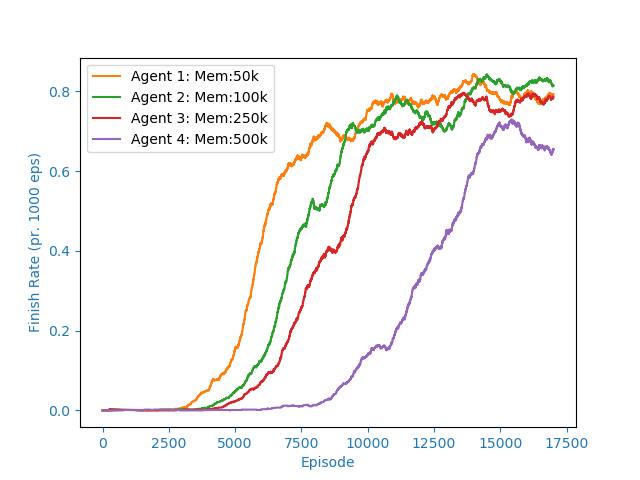 Agent 1: Mem:50k
Agent 2: Mem:100k
Agent 3: Mem:250k
Agent 4: Mem:500k
Finish Rate (pr. 1000 eps)
0.8
0.6
0.4
0.2
0.0
0 2500 5000 7500 10000 12500 15000 17500
Episode